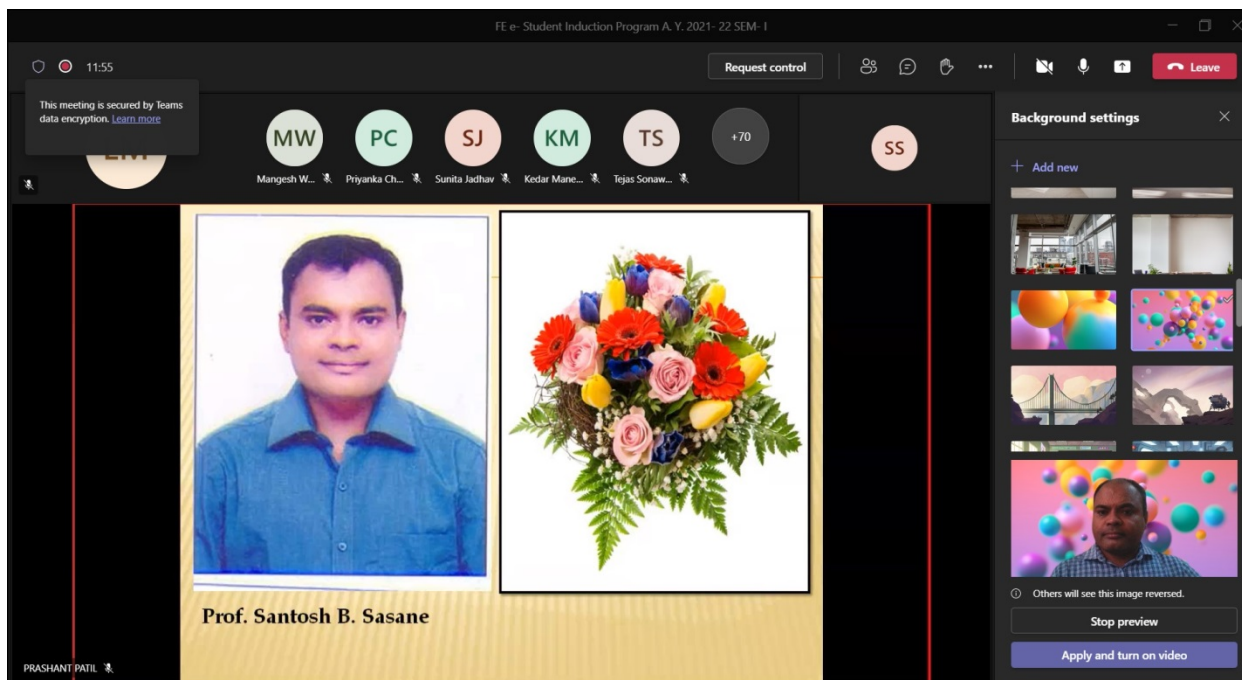 FE e- Student Induction Program A. Y. 2021- 22 SEM- I
11:55
Request control
Leave
This meeting is secured by Teams
data encryption. Learn more
MW
PC
SJ
KM
TS
+70
SS
Mangesh W...
Priyanka Ch...
Sunita Jadhav
Kedar Mane...
Tejas Sonaw...
Background settings
+ Add new
Prof. Santosh B. Sasane
PRASHANT PATIL
Others will see this image reversed.
Stop preview
Apply and turn on video